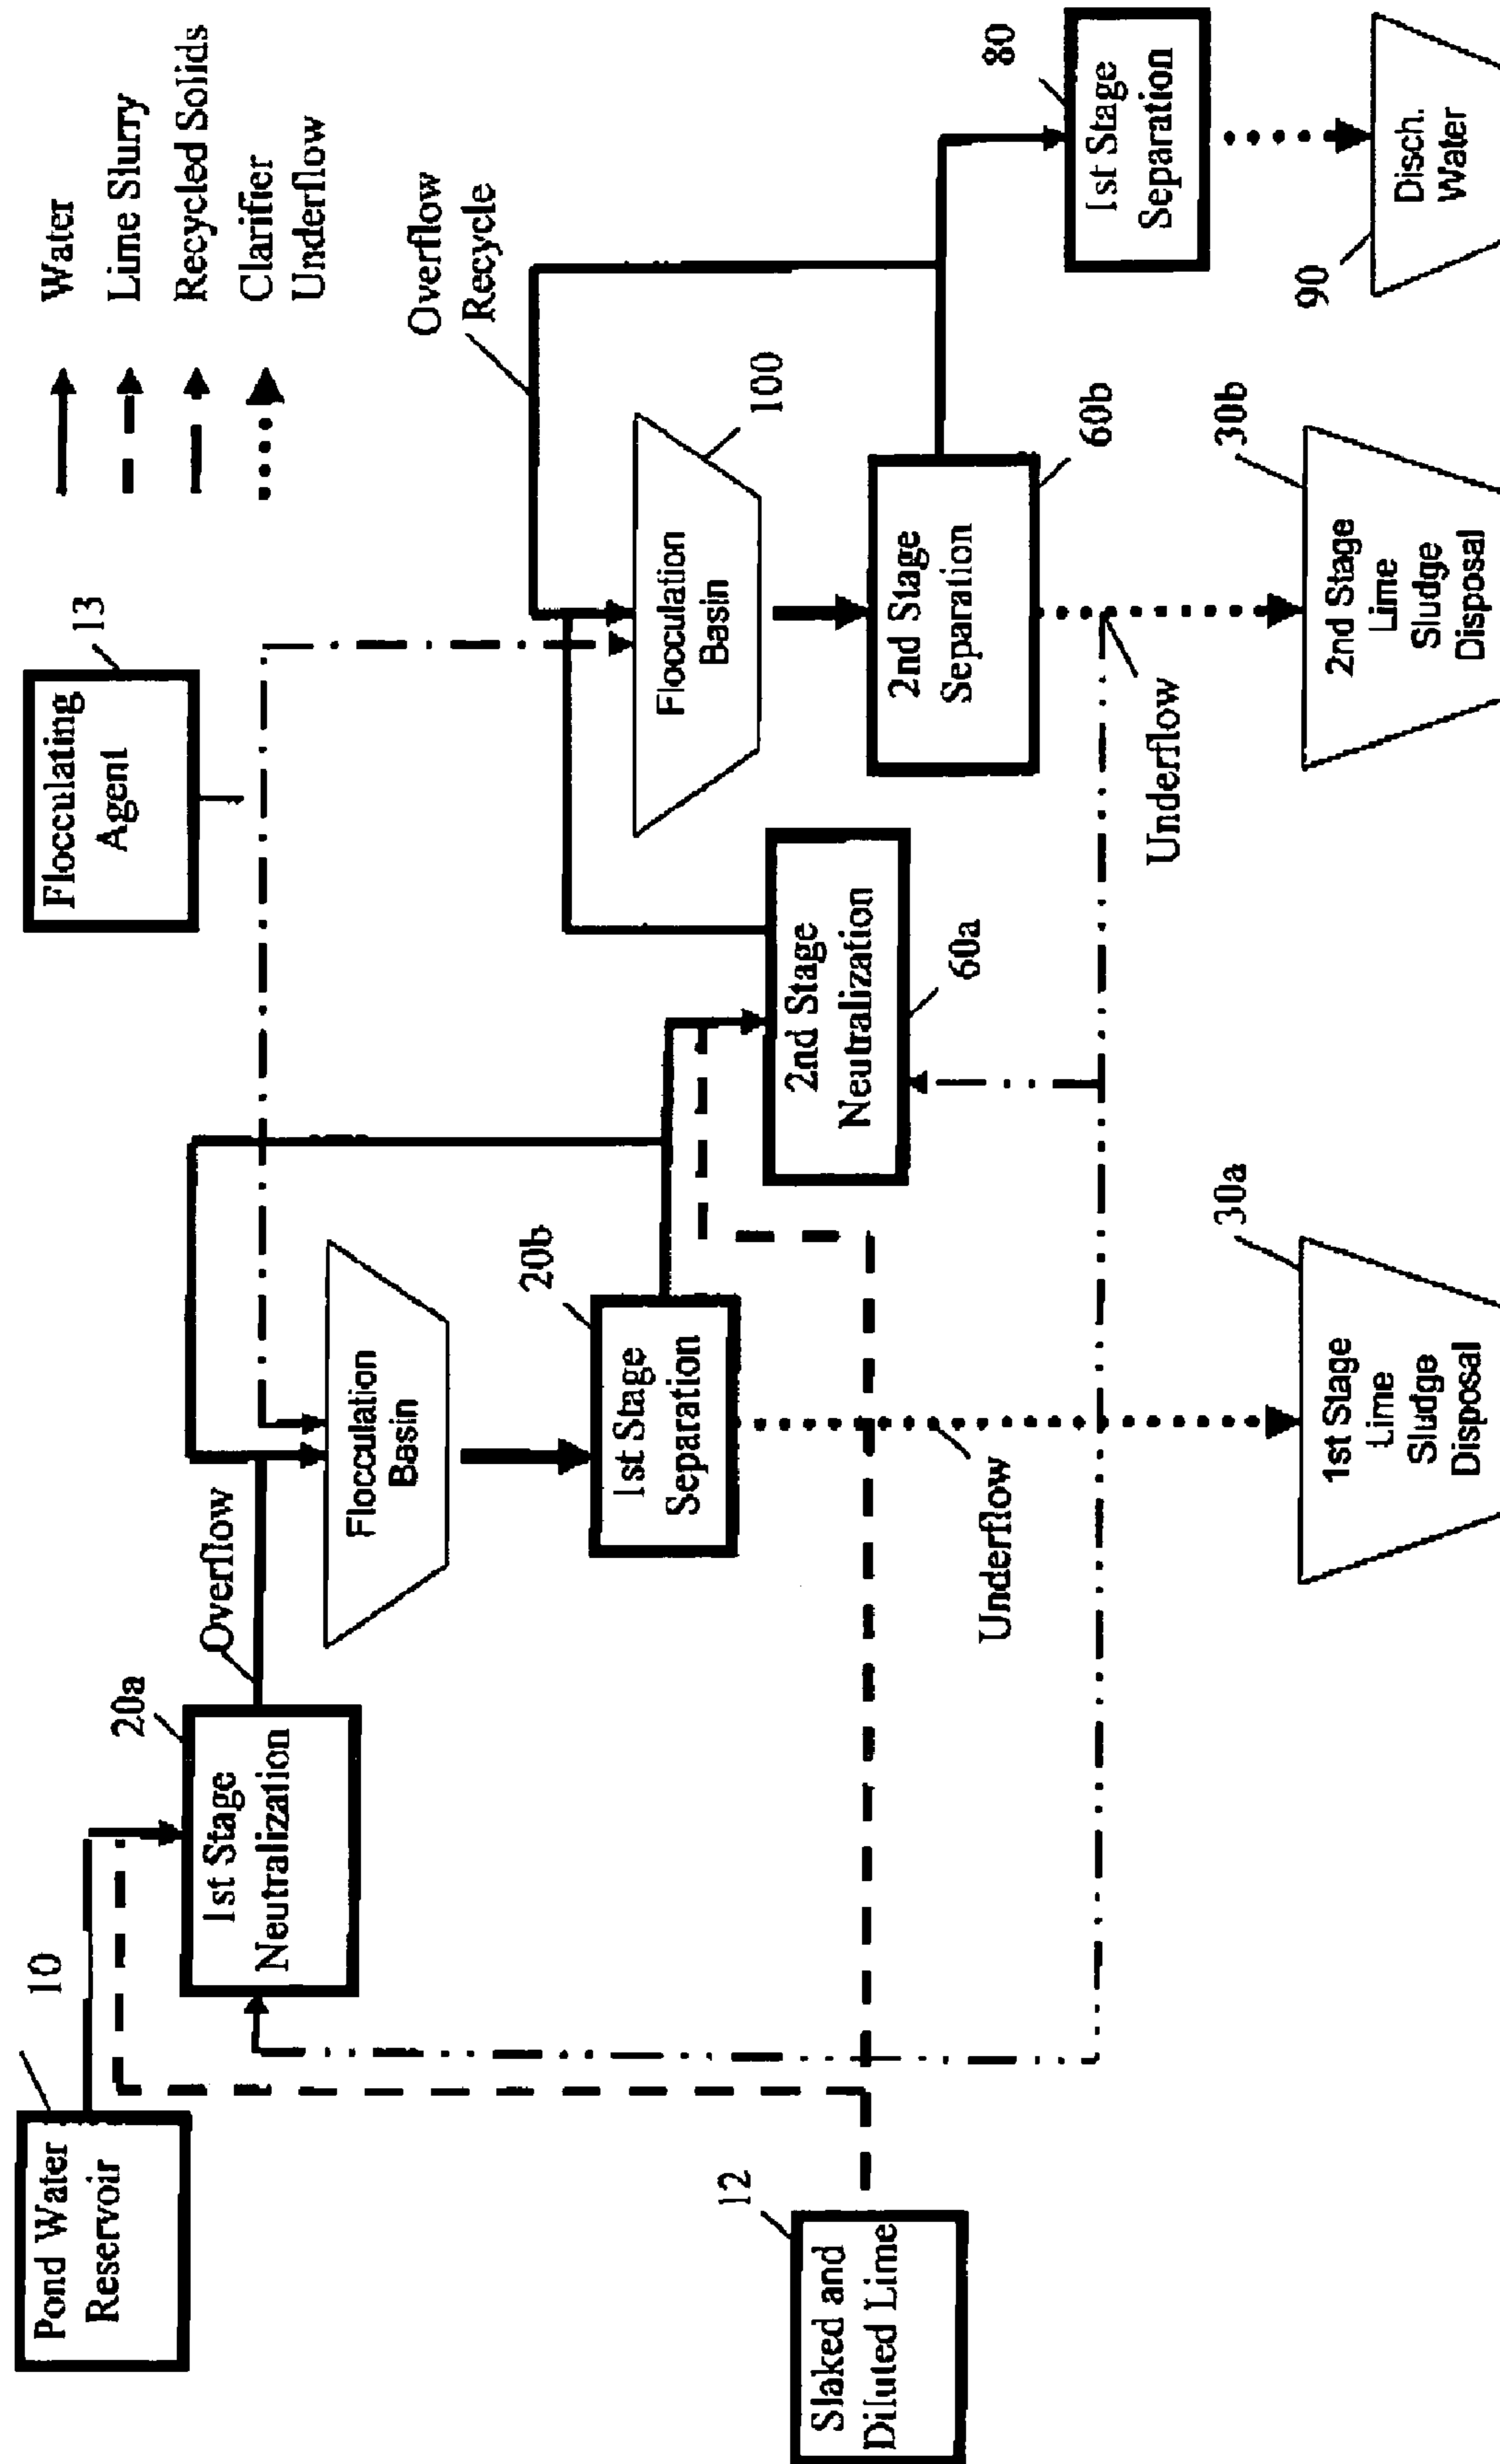 Water
Lime Slurry
Recycled Solids
Clarifier
Underflow
Flocculating
Agent
13
Pond Water
Reservoir
10
1st Stage
Neutralization
20a
Overflow
Flocculation
Basin
1st Stage
Separation
20b
2nd Stage
Neutralization
60a
Overflow
Recycle
Flocculation
Basin
100
2nd Stage
Separation
60b
1st Stage
Separation
80
Slaked and
Diluted Lime
12
Underflow
Underflow
1st Stage
Lime
Sludge
Disposal
30a
2nd Stage
Lime
Sludge
Disposal
30b
Disch.
Water
90